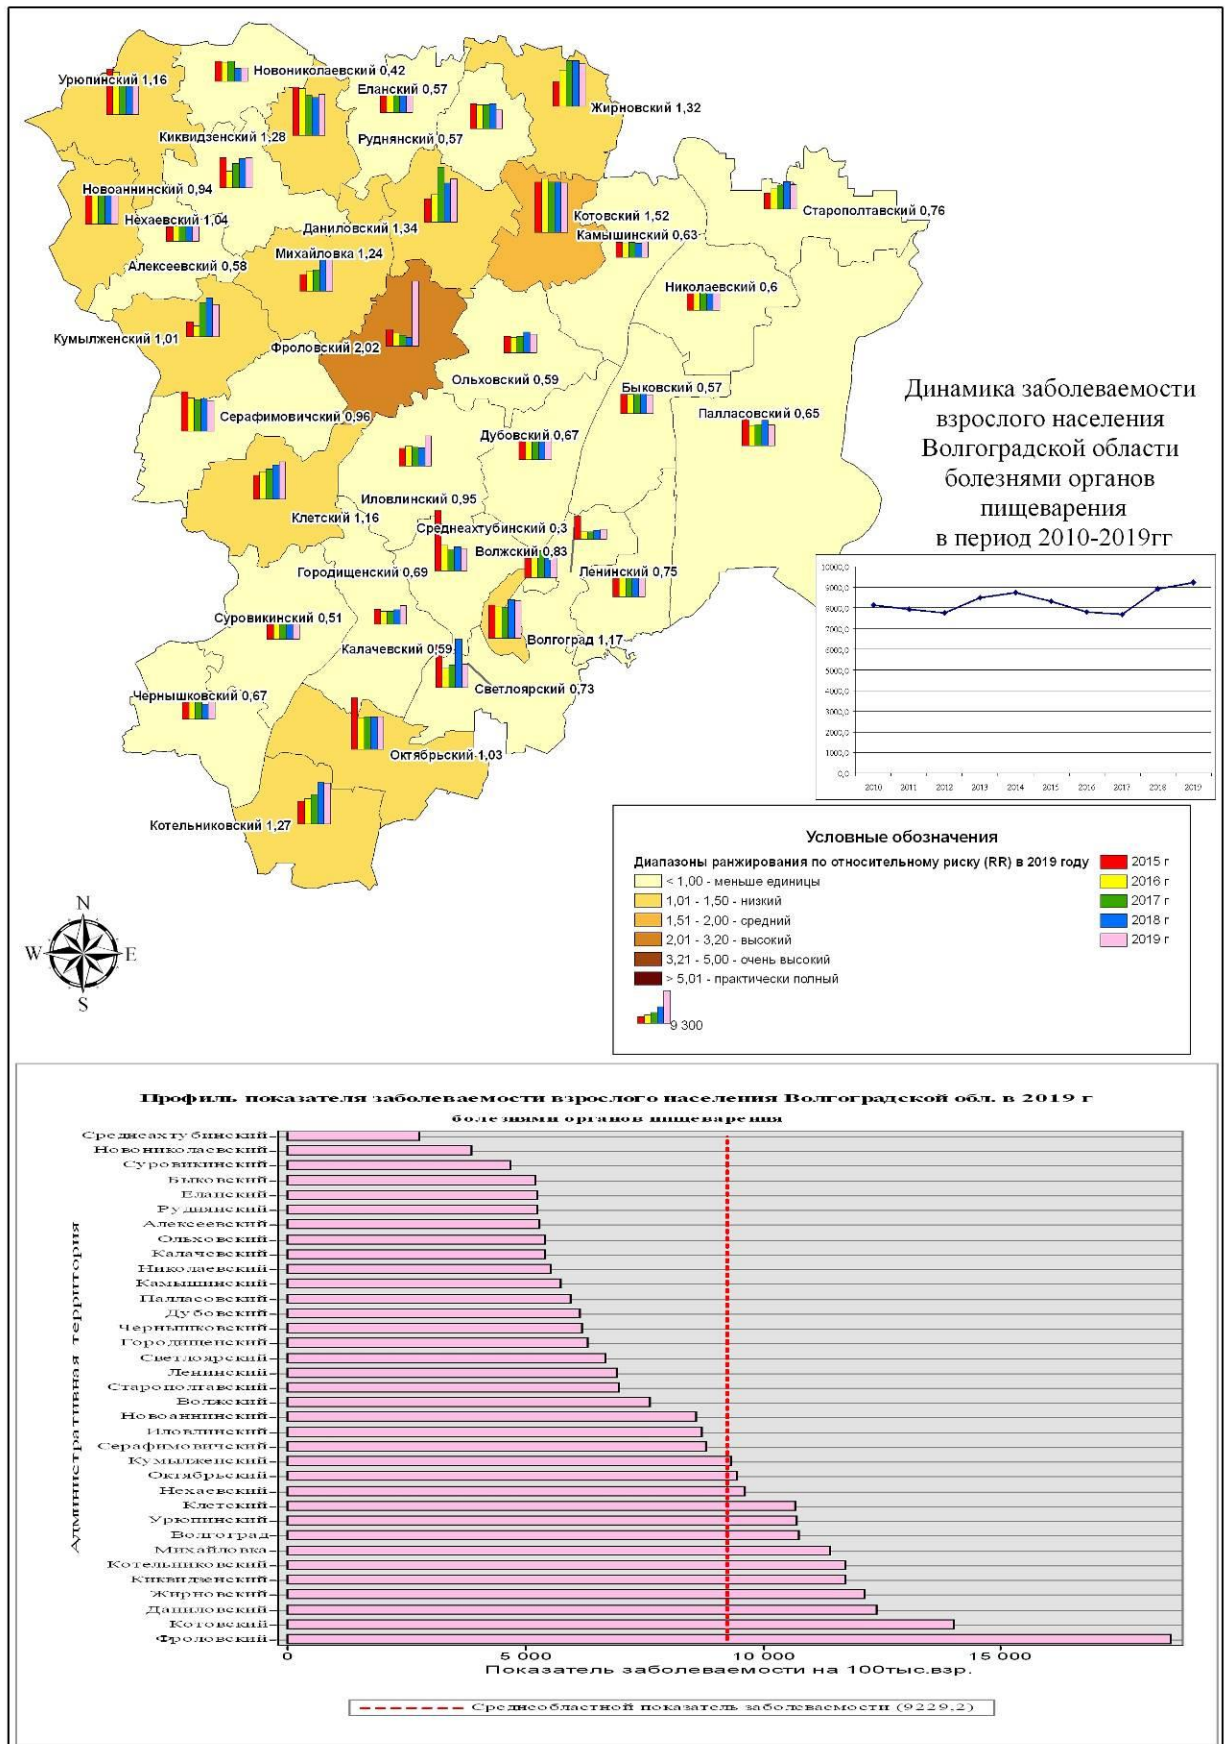 Урюпинский 1,16
Новониколаевский 0,42
Еланский 0,57
Жирновский 1,32
Киквидзенский 1,28
Руднянский 0,57
Новоаннинский 0,94
Нехаевский 1,04
Даниловский 1,34
Котовский 1,52
Старополтавский 0,76
Камышинский 0,63
Алексеевский 0,58
Михайловка 1,24
Николаевский 0,6
Кумылженский 1,01
Фроловский 2,02
Ольховский 0,59
Быковский 0,57
Серафимовичский 0,96
Палласовский 0,65
Дубовский 0,67
Иловлинский 0,95
Клетский 1,16
Среднеахтубинский 0,3
Волжский 0,83
Городищенский 0,69
Ленинский 0,75
Суровикинский 0,51
Волгоград 1,17
Калачевский 0,59
Светлоярский 0,73
Чернышковский 0,67
Октябрьский 1,03
Котельниковский 1,27
Динамика заболеваемости
взрослого населения
Волгоградской области
болезнями органов
пищеварения
в период 2010-2019гг
10000,0
9000,0
8000,0
7000,0
6000,0
5000,0
4000,0
3000,0
2000,0
1000,0
0,0
2010 2011 2012 2013 2014 2015 2016 2017 2018 2019
Условные обозначения
Диапазоны ранжирования по относительному риску (RR) в 2019 году
< 1,00 - меньше единицы
1,01 - 1,50 - низкий
1,51 - 2,00 - средний
2,01 - 3,20 - высокий
3,21 - 5,00 - очень высокий
> 5,01 - практически полный
9 300
2015 г
2016 г
2017 г
2018 г
2019 г
N
W E
S
Профиль показателя заболеваемости взрослого населения Волгоградской обл. в 2019 г
болезнями органов пищеварения
Административная территория
Среднеахтубинский
Новониколаевский
Суровикинский
Быковский
Еланский
Руднянский
Алексеевский
Ольховский
Калачевский
Николаевский
Камышинский
Палласовский
Дубовский
Чернышковский
Городищенский
Светлоярский
Ленинский
Старополтавский
Волжский
Новоаннинский
Иловлинский
Серафимовичский
Кумылженский
Октябрьский
Нехаевский
Клетский
Урюпинский
Волгоград
Михайловка
Котельниковский
Киквидзенский
Жирновский
Даниловский
Котовский
Фроловский
0 5 000 10 000 15 000
Показатель заболеваемости на 100тыс.взр.
Среднеобластной показатель заболеваемости (9229,2)